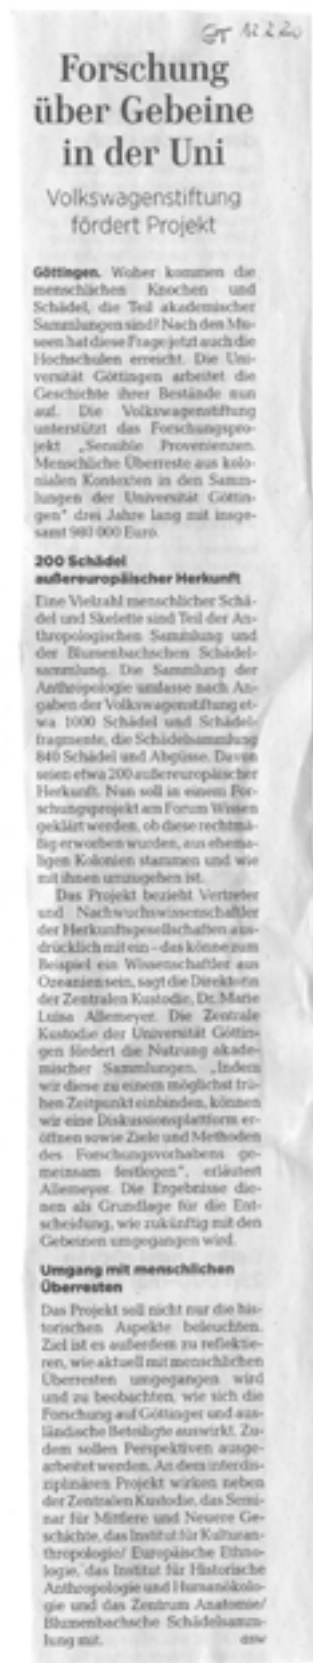 GT 12.2.20
Forschung
über Gebeine
in der Uni
Volkswagenstiftung
fördert Projekt
Göttingen. Woher kommen die
menschlichen Knochen und
Schädel, die Teil akademischer
Sammlungen sind? Nach den Mu-
seen hat diese Frage jetzt auch die
Hochschulen erreicht. Die Uni-
versität Göttingen arbeitet die
Geschichte ihrer Bestände nun
auf. Die Volkswagenstiftung
unterstützt das Forschungspro-
jekt „Sensible Provenienzen.
Menschliche Überreste aus kolo-
nialen Kontexten in den Samm-
lungen der Universität Göttin-
gen" drei Jahre lang mit insge-
samt 980 000 Euro.
200 Schädel
außereuropäischer Herkunft
Eine Vielzahl menschlicher Schä-
del und Skelette sind Teil der An-
thropologischen Sammlung und
der Blumenbachschen Schädel-
sammlung. Die Sammlung der
Anthropologie umfasse nach An-
gaben der Volkswagenstiftung et-
wa 1000 Schädel und Schädel-
fragmente, die Schädelsammlung
840 Schädel und Abgüsse. Davon
seien etwa 200 außereuropäischer
Herkunft. Nun soll in einem For-
schungsprojekt am Forum Wissen
geklärt werden, ob diese rechtmä-
ßig erworben wurden, aus ehema-
ligen Kolonien stammen und wie
mit ihnen umzugehen ist.
Das Projekt bezieht Vertreter
und Nachwuchswissenschaftler
der Herkunftsgesellschaften aus-
drücklich mit ein – das könne zum
Beispiel ein Wissenschaftler aus
Ozeanien sein, sagt die Direktorin
der Zentralen Kustodie, Dr. Marie
Luisa Allemeyer. Die Zentrale
Kustodie der Universität Göttin-
gen fördert die Nutzung akade-
mischer Sammlungen. „Indem
wir diese zu einem möglichst frü-
hen Zeitpunkt einbinden, können
wir eine Diskussionsplattform er-
öffnen sowie Ziele und Methoden
des Forschungsvorhabens ge-
meinsam festlegen", erläutert
Allemeyer. Die Ergebnisse die-
nen als Grundlage für die Ent-
scheidung, wie zukünftig mit den
Gebeinen umgegangen wird.
Umgang mit menschlichen
Überresten
Das Projekt soll nicht nur die his-
torischen Aspekte beleuchten.
Ziel ist es außerdem zu reflektie-
ren, wie aktuell mit menschlichen
Überresten umgegangen wird
und zu beobachten, wie sich die
Forschung auf Göttinger und aus-
ländische Beteiligte auswirkt. Zu-
dem sollen Perspektiven ausge-
arbeitet werden. An dem interdis-
ziplinären Projekt wirken neben
der Zentralen Kustodie, das Semi-
nar für Mittlere und Neuere Ge-
schichte, das Institut für Kulturan-
thropologie/ Europäische Ethno-
logie, das Institut für Historische
Anthropologie und Humanökolo-
gie und das Zentrum Anatomie/
Blumenbachsche Schädelsamm-
lung mit. asw